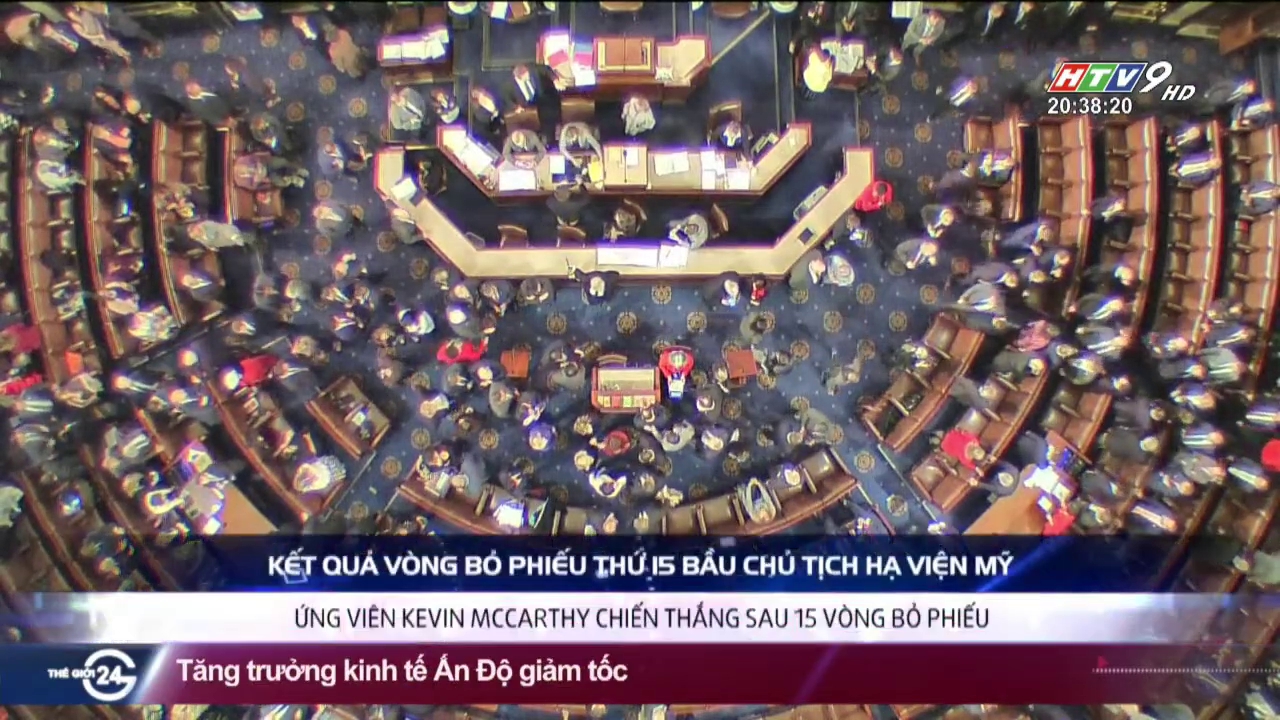 HTV9 HD
20:38:20
KẾT QUẢ VÒNG BỎ PHIẾU THỨ 15 BẦU CHỦ TỊCH HẠ VIỆN MỸ
ỨNG VIÊN KEVIN MCCARTHY CHIẾN THẮNG SAU 15 VÒNG BỎ PHIẾU
THẾ GIỚI 24G
Tăng trưởng kinh tế Ấn Độ giảm tốc